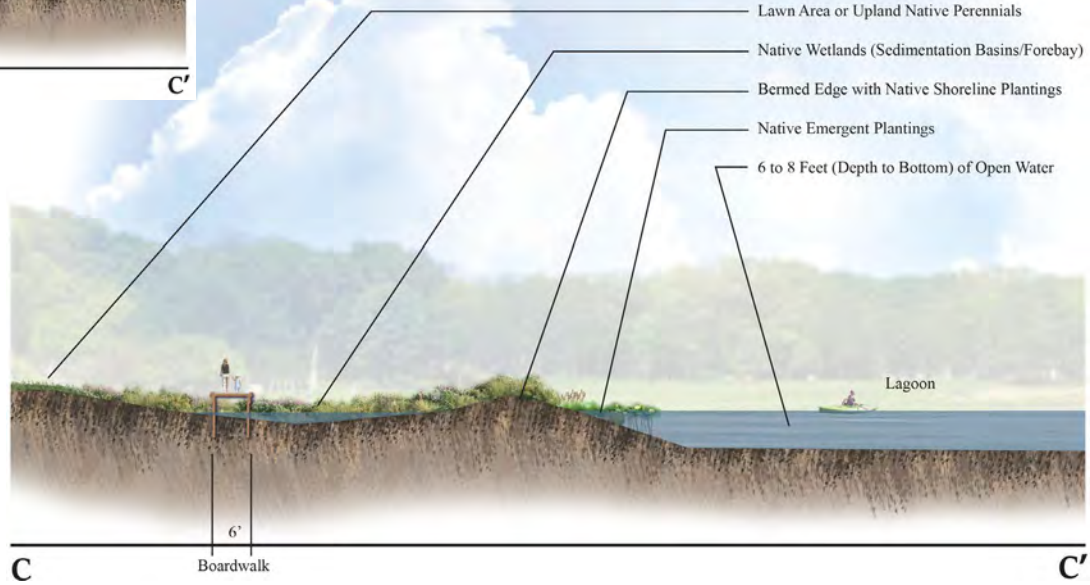 C'
Lawn Area or Upland Native Perennials
Native Wetlands (Sedimentation Basins/Forebay)
Bermed Edge with Native Shoreline Plantings
Native Emergent Plantings
6 to 8 Feet (Depth to Bottom) of Open Water
Lagoon
6’
Boardwalk
C
C'